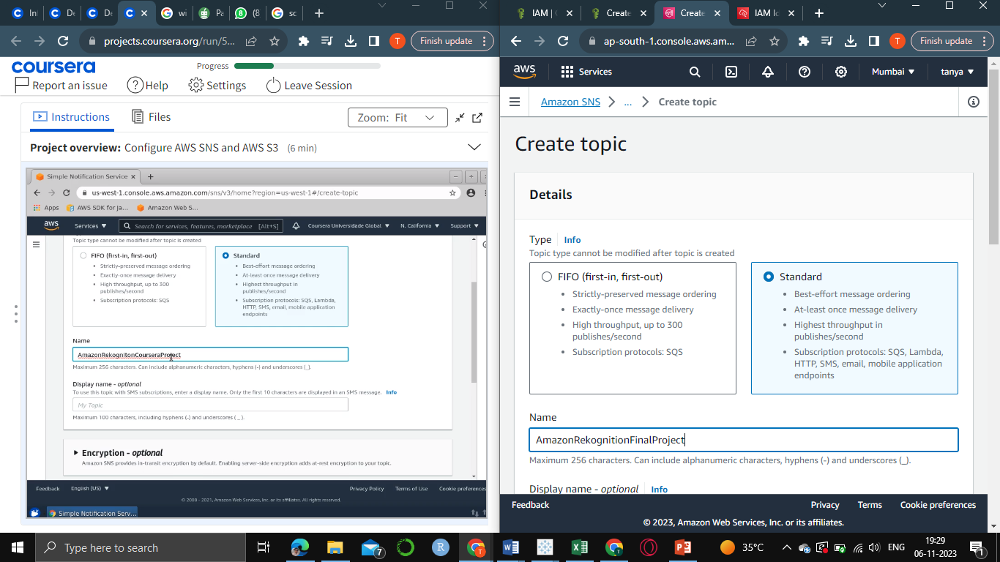 In
De
De
C
wi
Pa
(8
sc
projects.coursera.org/run/5...
T
Finish update
coursera
Progress
Report an issue
Help
Settings
Leave Session
Instructions
Files
Zoom: Fit
Project overview: Configure AWS SNS and AWS S3 (6 min)
Simple Notification Service
us-west-1.console.aws.amazon.com/sns/v3/home?region=us-west-1#/create-topic
Apps
AWS SDK for Ja...
Amazon Web S...
aws
Services
Search for services, features, marketplace [Alt+S]
Coursera Universidade Global
N. California
Support
Topic type cannot be modified after topic is created
FIFO (first-in, first-out)
• Strictly-preserved message ordering
• Exactly-once message delivery
• High throughput, up to 300
publishes/second
• Subscription protocols: SQS
Standard
• Best-effort message ordering
• At-least once message delivery
• Highest throughput in
publishes/second
• Subscription protocols: SQS, Lambda,
HTTP, SMS, email, mobile application
endpoints
Name
AmazonRekognitonCourseraProject
Maximum 256 characters. Can include alphanumeric characters, hyphens (-) and underscores (_).
Display name - optional
To use this topic with SMS subscriptions, enter a display name. Only the first 10 characters are displayed in an SMS message. Info
My Topic
Maximum 100 characters, including hyphens (-) and underscores (_).
Encryption - optional
Amazon SNS provides in-transit encryption by default. Enabling server-side encryption adds at-rest encryption to your topic.
Feedback
English (US)
Privacy Policy
Terms of Use
Cookie preferences
© 2008 - 2021, Amazon Web Services, Inc. or its affiliates. All rights reserved.
Simple Notification Serv...
IAM | G
Create
Create
IAM Id
ap-south-1.console.aws.am...
T
Finish update
aws
Services
Mumbai
tanya
Amazon SNS
...
Create topic
Create topic
Details
Type Info
Topic type cannot be modified after topic is created
FIFO (first-in, first-out)
• Strictly-preserved message ordering
• Exactly-once message delivery
• High throughput, up to 300
publishes/second
• Subscription protocols: SQS
Standard
• Best-effort message ordering
• At-least once message delivery
• Highest throughput in
publishes/second
• Subscription protocols: SQS, Lambda,
HTTP, SMS, email, mobile application
endpoints
Name
AmazonRekognitionFinalProject
Maximum 256 characters. Can include alphanumeric characters, hyphens (-) and underscores (_).
Display name - optional Info
Feedback
Privacy
Terms
Cookie preferences
© 2023, Amazon Web Services, Inc. or its affiliates.
Type here to search
7
R
T
35°C
ENG
19:29
06-11-2023
1